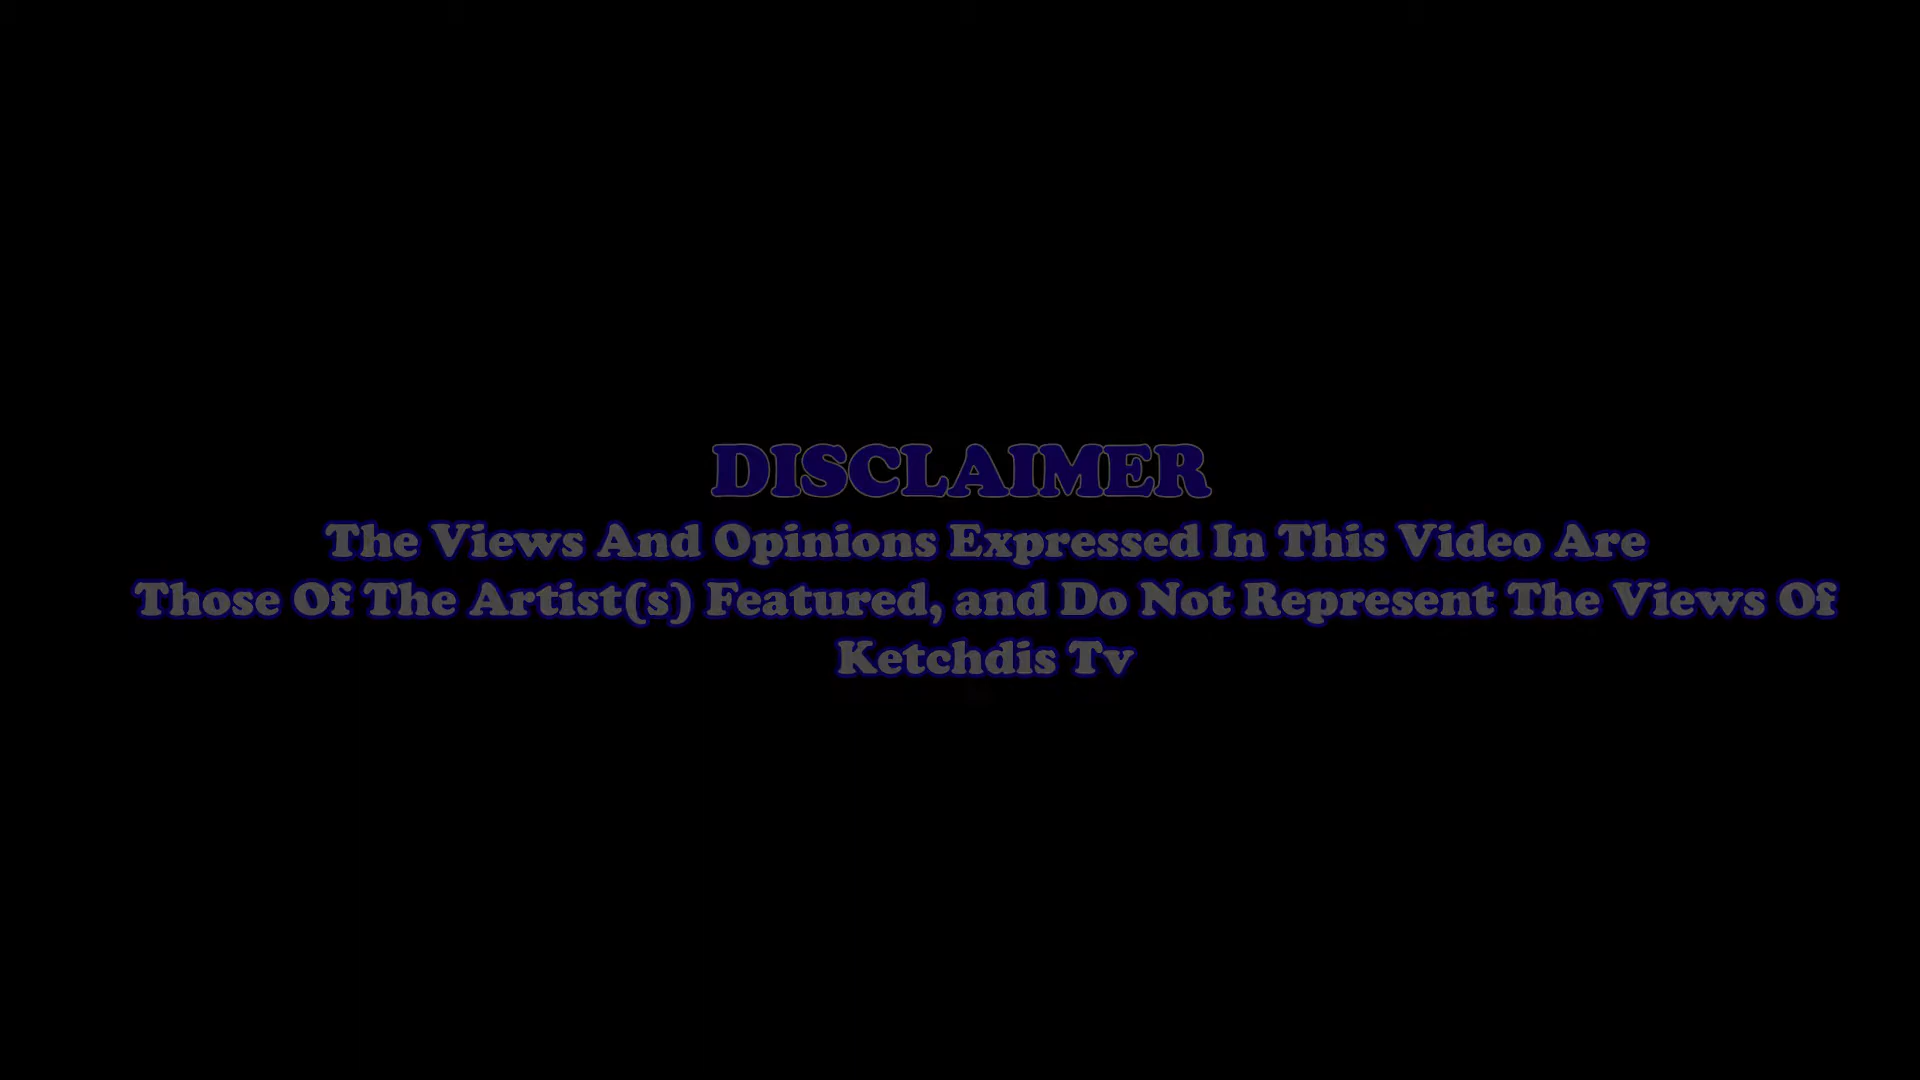 DISCLAIMER
The Views And Opinions Expressed In This Video Are
Those Of The Artist(s) Featured, and Do Not Represent The Views Of
Ketchdis Tv